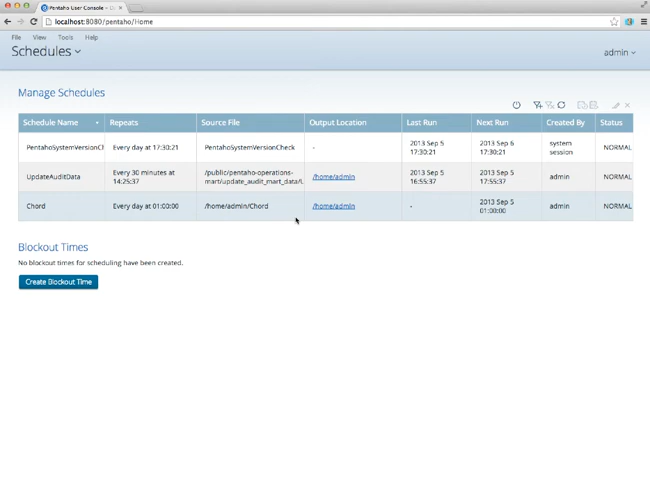 Pentaho User Console
localhost:8080/pentaho/Home
File View Tools Help
Schedules
admin
Manage Schedules
Schedule Name Repeats Source File Output Location Last Run Next Run Created By Status
PentahoSystemVersionCh Every day at 17:30:21 PentahoSystemVersionCheck - 2013 Sep 5 17:30:21 2013 Sep 6 17:30:21 system session NORMAL
UpdateAuditData Every 30 minutes at 14:25:37 /public/pentaho-operations-mart/update_audit_mart_data/U /home/admin 2013 Sep 5 16:55:37 2013 Sep 5 17:55:37 admin NORMAL
Chord Every day at 01:00:00 /home/admin/Chord /home/admin - 2013 Sep 5 01:00:00 admin NORMAL
Blockout Times
No blockout times for scheduling have been created.
Create Blockout Time